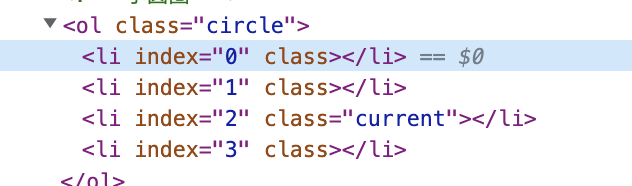 <ol class="circle">
<li index="0" class></li> == $0
<li index="1" class></li>
<li index="2" class="current"></li>
<li index="3" class></li>
</ol>